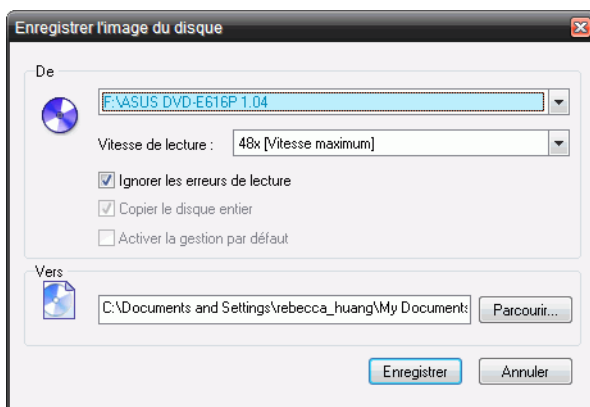 Enregistrer l'image du disque
De
F:\ASUS DVD-E616P 1.04
Vitesse de lecture :
48x [Vitesse maximum]
Ignorer les erreurs de lecture
Copier le disque entier
Activer la gestion par défaut
Vers
C:\Documents and Settings\rebecca_huang\My Documents
Parcourir...
Enregistrer
Annuler